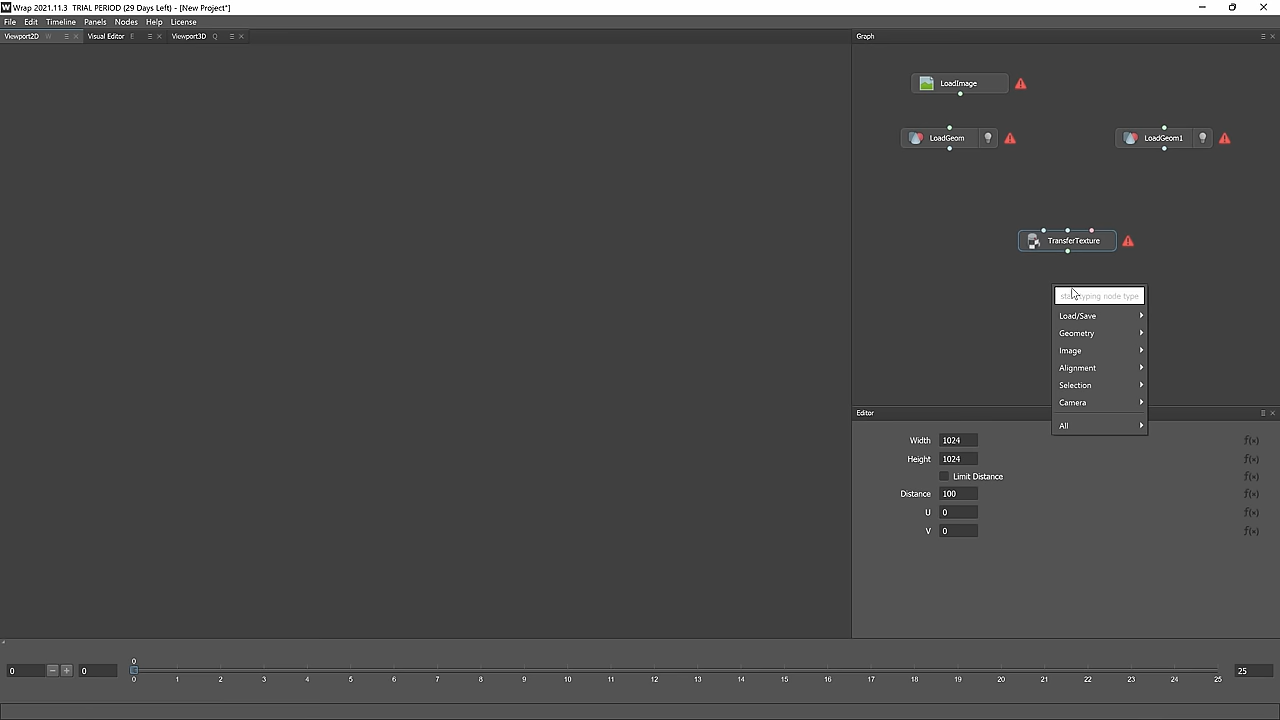 Wrap 2021.11.3 TRIAL PERIOD (29 Days Left) - [New Project*]
File Edit Timeline Panels Nodes Help License
Viewport2D W Visual Editor E Viewport3D Q Graph
LoadImage
LoadGeom LoadGeom1
TransferTexture
typing node type
Load/Save
Geometry
Image
Alignment
Selection
Camera
All
Editor
Width 1024 f(x)
Height 1024 f(x)
Limit Distance f(x)
Distance 100 f(x)
U 0 f(x)
V 0 f(x)
0
0 − + 0 25
0 1 2 3 4 5 6 7 8 9 10 11 12 13 14 15 16 17 18 19 20 21 22 23 24 25